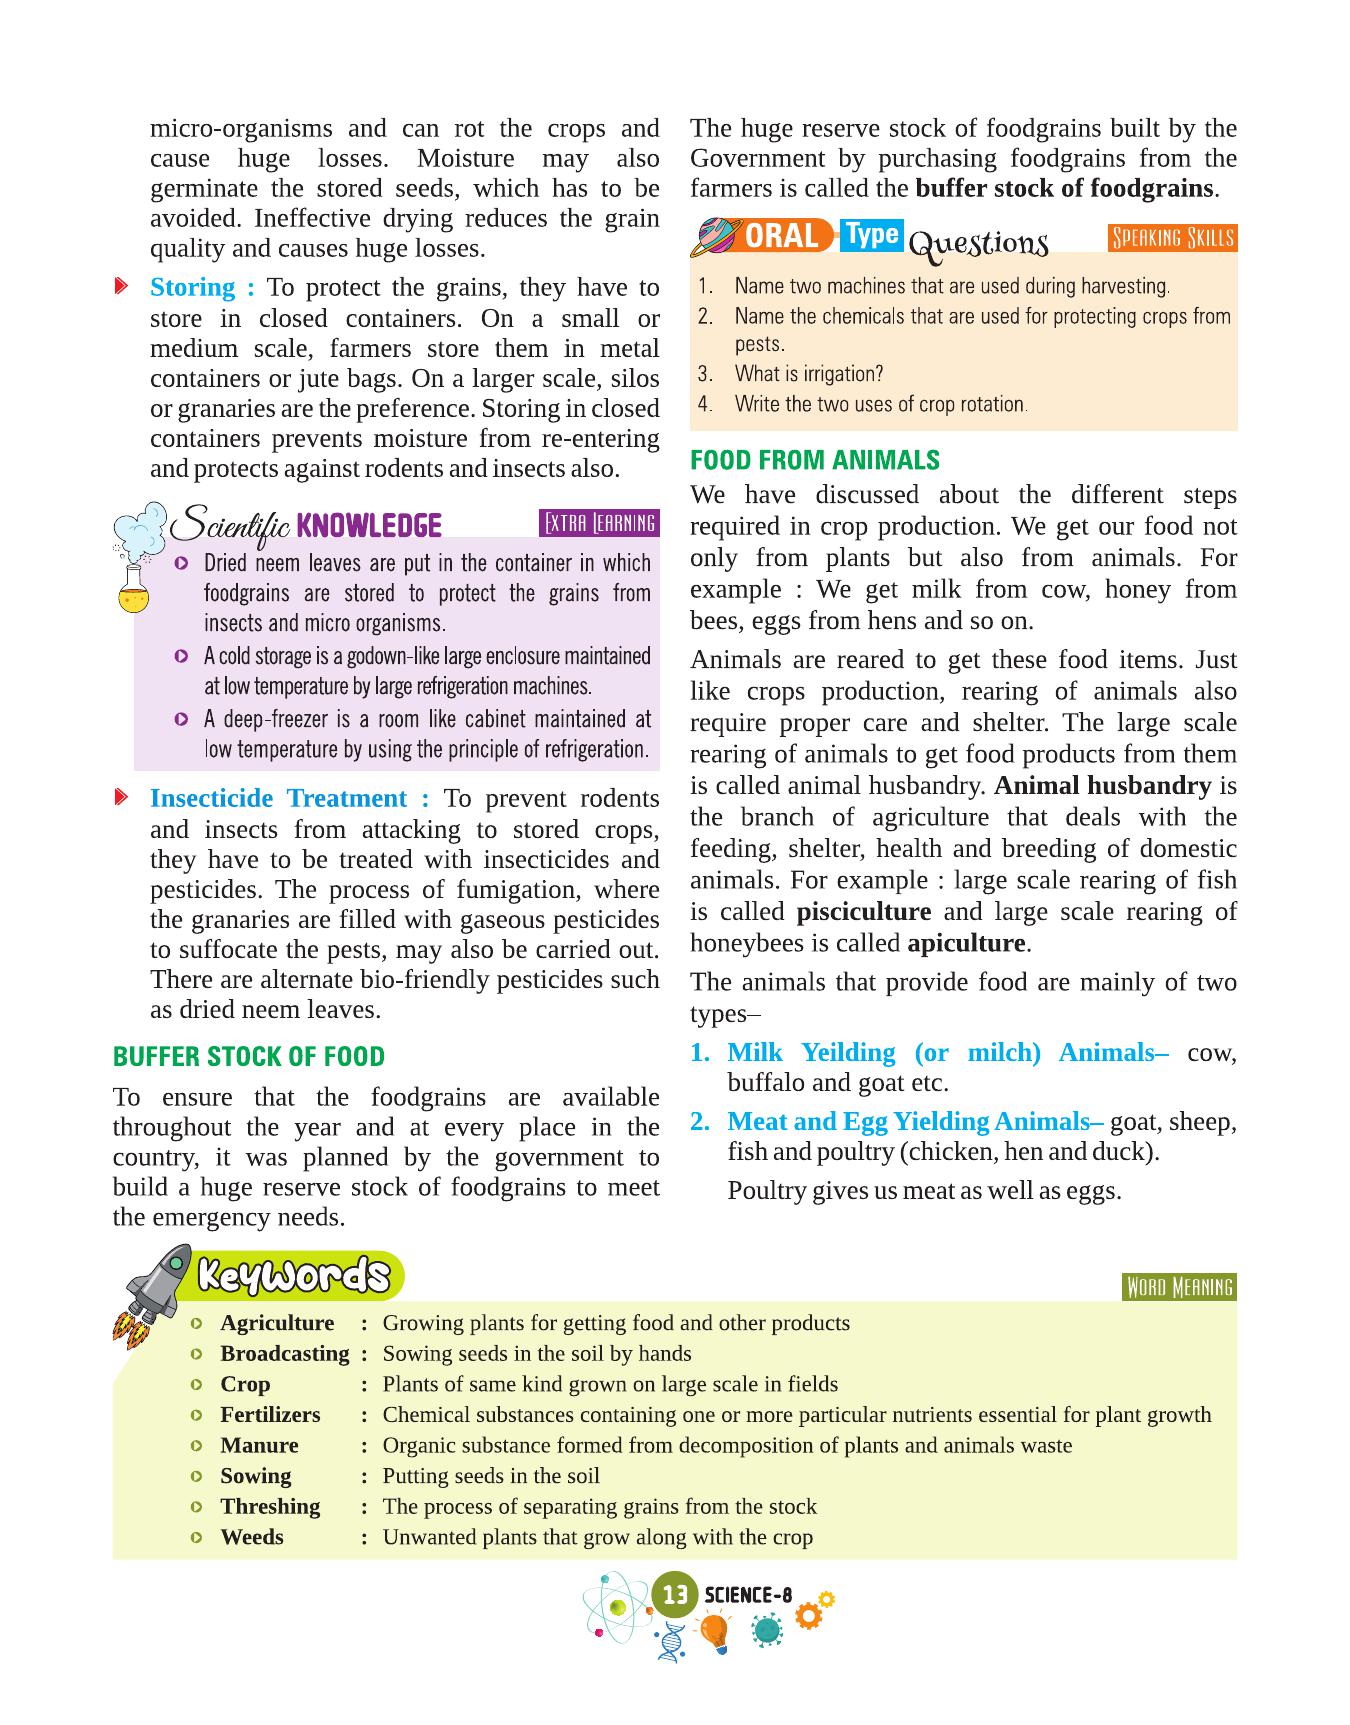 micro-organisms and can rot the crops and
cause huge losses. Moisture may also
germinate the stored seeds, which has to be
avoided. Ineffective drying reduces the grain
quality and causes huge losses.
Storing : To protect the grains, they have to
store in closed containers. On a small or
medium scale, farmers store them in metal
containers or jute bags. On a larger scale, silos
or granaries are the preference. Storing in closed
containers prevents moisture from re-entering
and protects against rodents and insects also.
Scientific KNOWLEDGE
EXTRA LEARNING
Dried neem leaves are put in the container in which
foodgrains are stored to protect the grains from
insects and micro organisms.
A cold storage is a godown-like large enclosure maintained
at low temperature by large refrigeration machines.
A deep-freezer is a room like cabinet maintained at
low temperature by using the principle of refrigeration.
Insecticide Treatment : To prevent rodents
and insects from attacking to stored crops,
they have to be treated with insecticides and
pesticides. The process of fumigation, where
the granaries are filled with gaseous pesticides
to suffocate the pests, may also be carried out.
There are alternate bio-friendly pesticides such
as dried neem leaves.
BUFFER STOCK OF FOOD
To ensure that the foodgrains are available
throughout the year and at every place in the
country, it was planned by the government to
build a huge reserve stock of foodgrains to meet
the emergency needs.
The huge reserve stock of foodgrains built by the
Government by purchasing foodgrains from the
farmers is called the buffer stock of foodgrains.
ORAL Type Questions
SPEAKING SKILLS
1. Name two machines that are used during harvesting.
2. Name the chemicals that are used for protecting crops from
pests.
3. What is irrigation?
4. Write the two uses of crop rotation.
FOOD FROM ANIMALS
We have discussed about the different steps
required in crop production. We get our food not
only from plants but also from animals. For
example : We get milk from cow, honey from
bees, eggs from hens and so on.
Animals are reared to get these food items. Just
like crops production, rearing of animals also
require proper care and shelter. The large scale
rearing of animals to get food products from them
is called animal husbandry. Animal husbandry is
the branch of agriculture that deals with the
feeding, shelter, health and breeding of domestic
animals. For example : large scale rearing of fish
is called pisciculture and large scale rearing of
honeybees is called apiculture.
The animals that provide food are mainly of two
types–
1. Milk Yeilding (or milch) Animals– cow,
buffalo and goat etc.
2. Meat and Egg Yielding Animals– goat, sheep,
fish and poultry (chicken, hen and duck).
Poultry gives us meat as well as eggs.
KeyWords
WORD MEANING
Agriculture : Growing plants for getting food and other products
Broadcasting : Sowing seeds in the soil by hands
Crop : Plants of same kind grown on large scale in fields
Fertilizers : Chemical substances containing one or more particular nutrients essential for plant growth
Manure : Organic substance formed from decomposition of plants and animals waste
Sowing : Putting seeds in the soil
Threshing : The process of separating grains from the stock
Weeds : Unwanted plants that grow along with the crop
13 SCIENCE-8